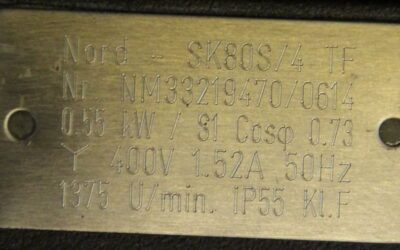 Nord - SK80S/4 TF
Nr NM33219470/0614
0.55 kW / S1 Cosφ 0.73
Y 400V 1.52A 50Hz
1375 U/min. IP55 Kl.F